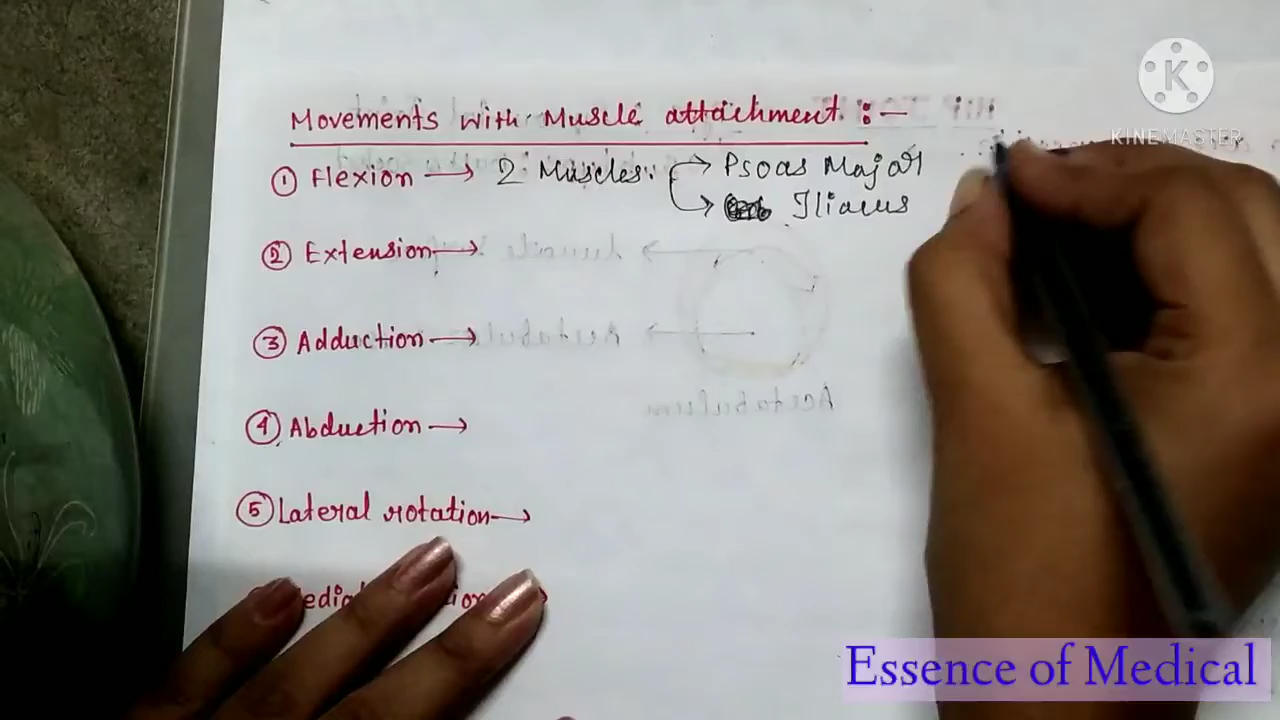 Movements with Muscle attachment :-
① Flexion → 2 Muscles. → Psoas Major
→ Iliacus
② Extension →
③ Adduction →
④ Abduction →
⑤ Lateral rotation →
KINEMASTER
Essence of Medical